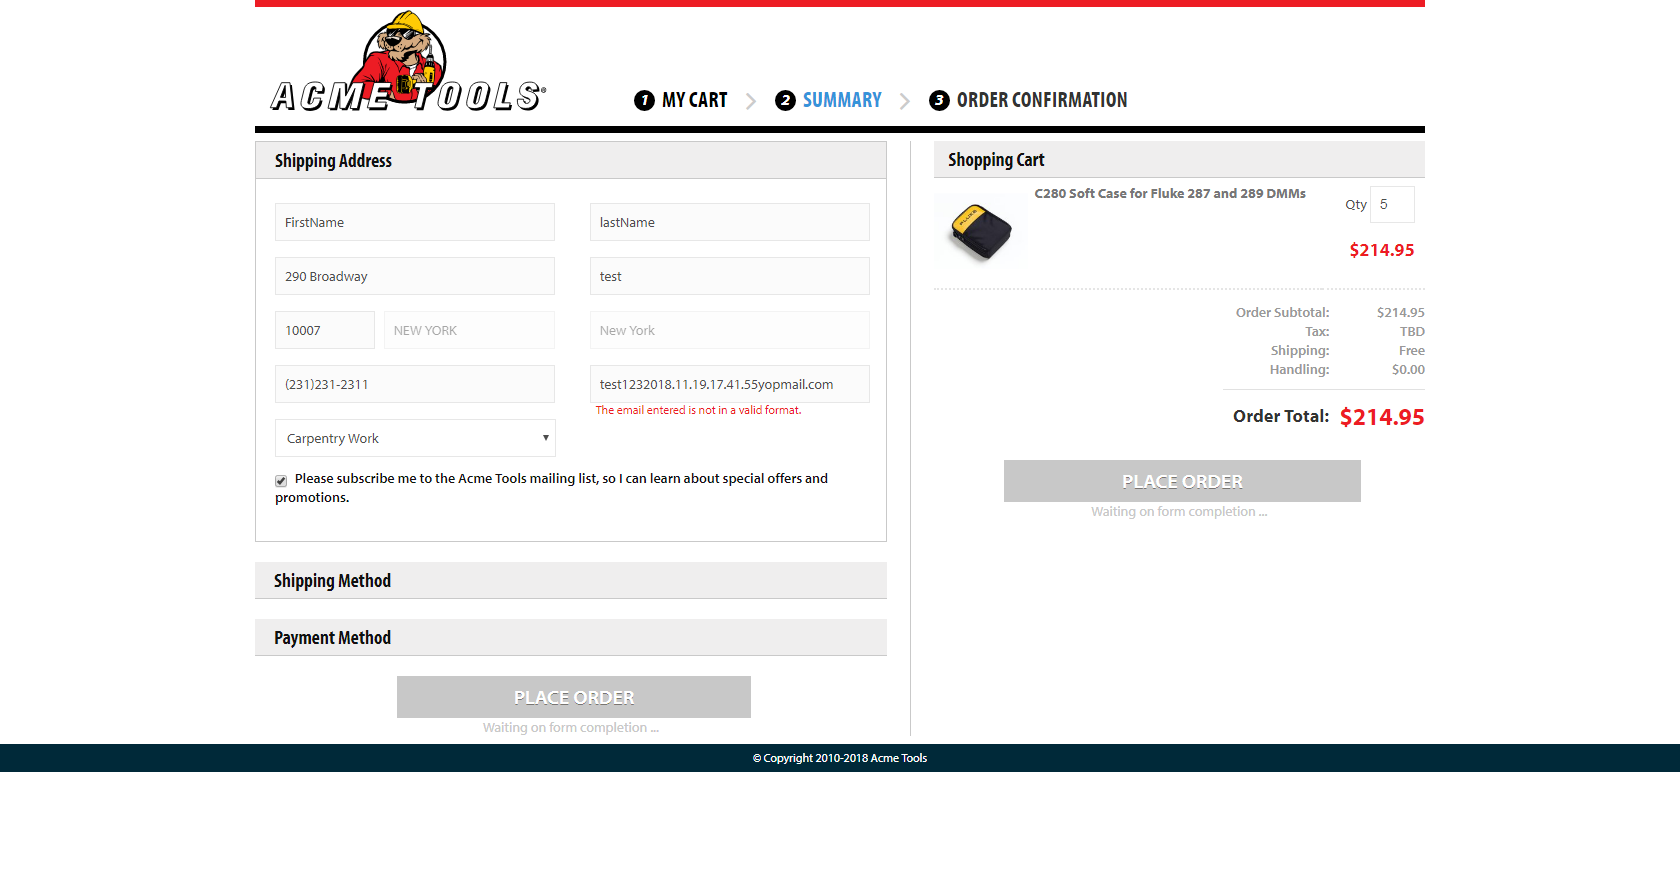 ACME TOOLS®
1 MY CART
2 SUMMARY
3 ORDER CONFIRMATION
Shipping Address
FirstName
lastName
290 Broadway
test
10007
NEW YORK
New York
(231)231-2311
test1232018.11.19.17.41.55yopmail.com
The email entered is not in a valid format.
Carpentry Work
Please subscribe me to the Acme Tools mailing list, so I can learn about special offers and
promotions.
Shipping Method
Payment Method
PLACE ORDER
Waiting on form completion ...
Shopping Cart
FLUKE
C280 Soft Case for Fluke 287 and 289 DMMs
Qty 5
$214.95
Order Subtotal: $214.95
Tax: TBD
Shipping: Free
Handling: $0.00
Order Total: $214.95
PLACE ORDER
Waiting on form completion ...
© Copyright 2010-2018 Acme Tools